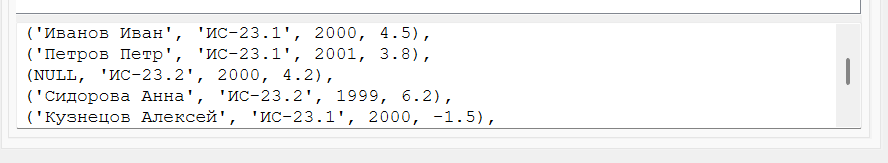 ('Иванов Иван', 'ИС-23.1', 2000, 4.5),
('Петров Петр', 'ИС-23.1', 2001, 3.8),
(NULL, 'ИС-23.2', 2000, 4.2),
('Сидорова Анна', 'ИС-23.2', 1999, 6.2),
('Кузнецов Алексей', 'ИС-23.1', 2000, -1.5),